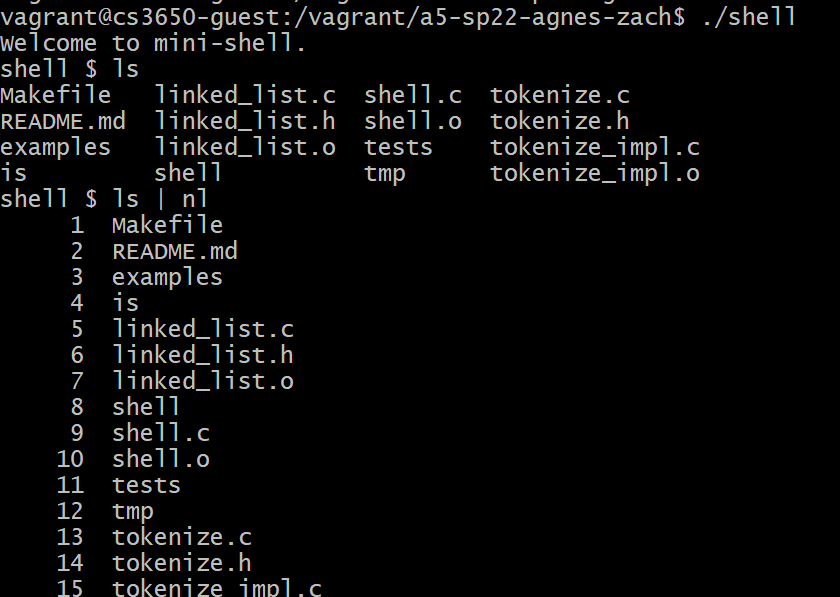 vagrant@cs3650-guest:/vagrant/a5-sp22-agnes-zach$ ./shell
Welcome to mini-shell.
shell $ ls
Makefile   linked_list.c  shell.c  tokenize.c
README.md  linked_list.h  shell.o  tokenize.h
examples   linked_list.o  tests    tokenize_impl.c
is         shell          tmp      tokenize_impl.o
shell $ ls | nl
     1  Makefile
     2  README.md
     3  examples
     4  is
     5  linked_list.c
     6  linked_list.h
     7  linked_list.o
     8  shell
     9  shell.c
    10  shell.o
    11  tests
    12  tmp
    13  tokenize.c
    14  tokenize.h
    15  tokenize_impl.c